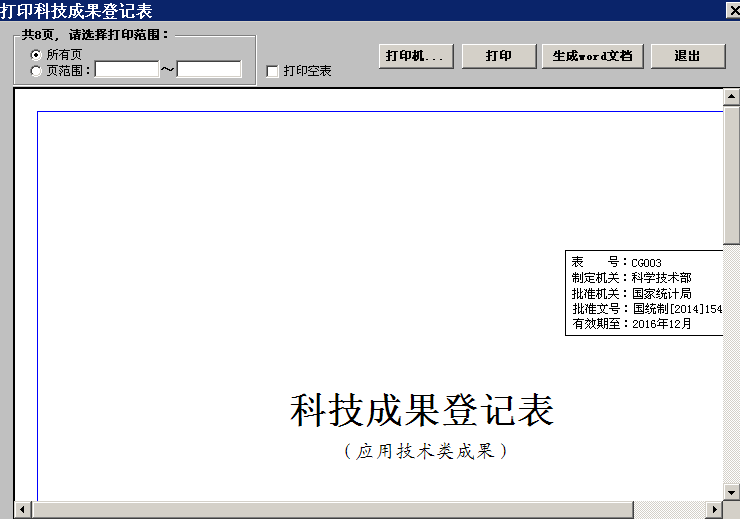 打印科技成果登记表
共8页, 请选择打印范围：
所有页
页范围： ～
打印空表
打印机...
打印
生成word文档
退出
表　　号：CG003
制定机关：科学技术部
批准机关：国家统计局
批准文号：国统制[2014]154
有效期至：2016年12月
科技成果登记表
（应用技术类成果）